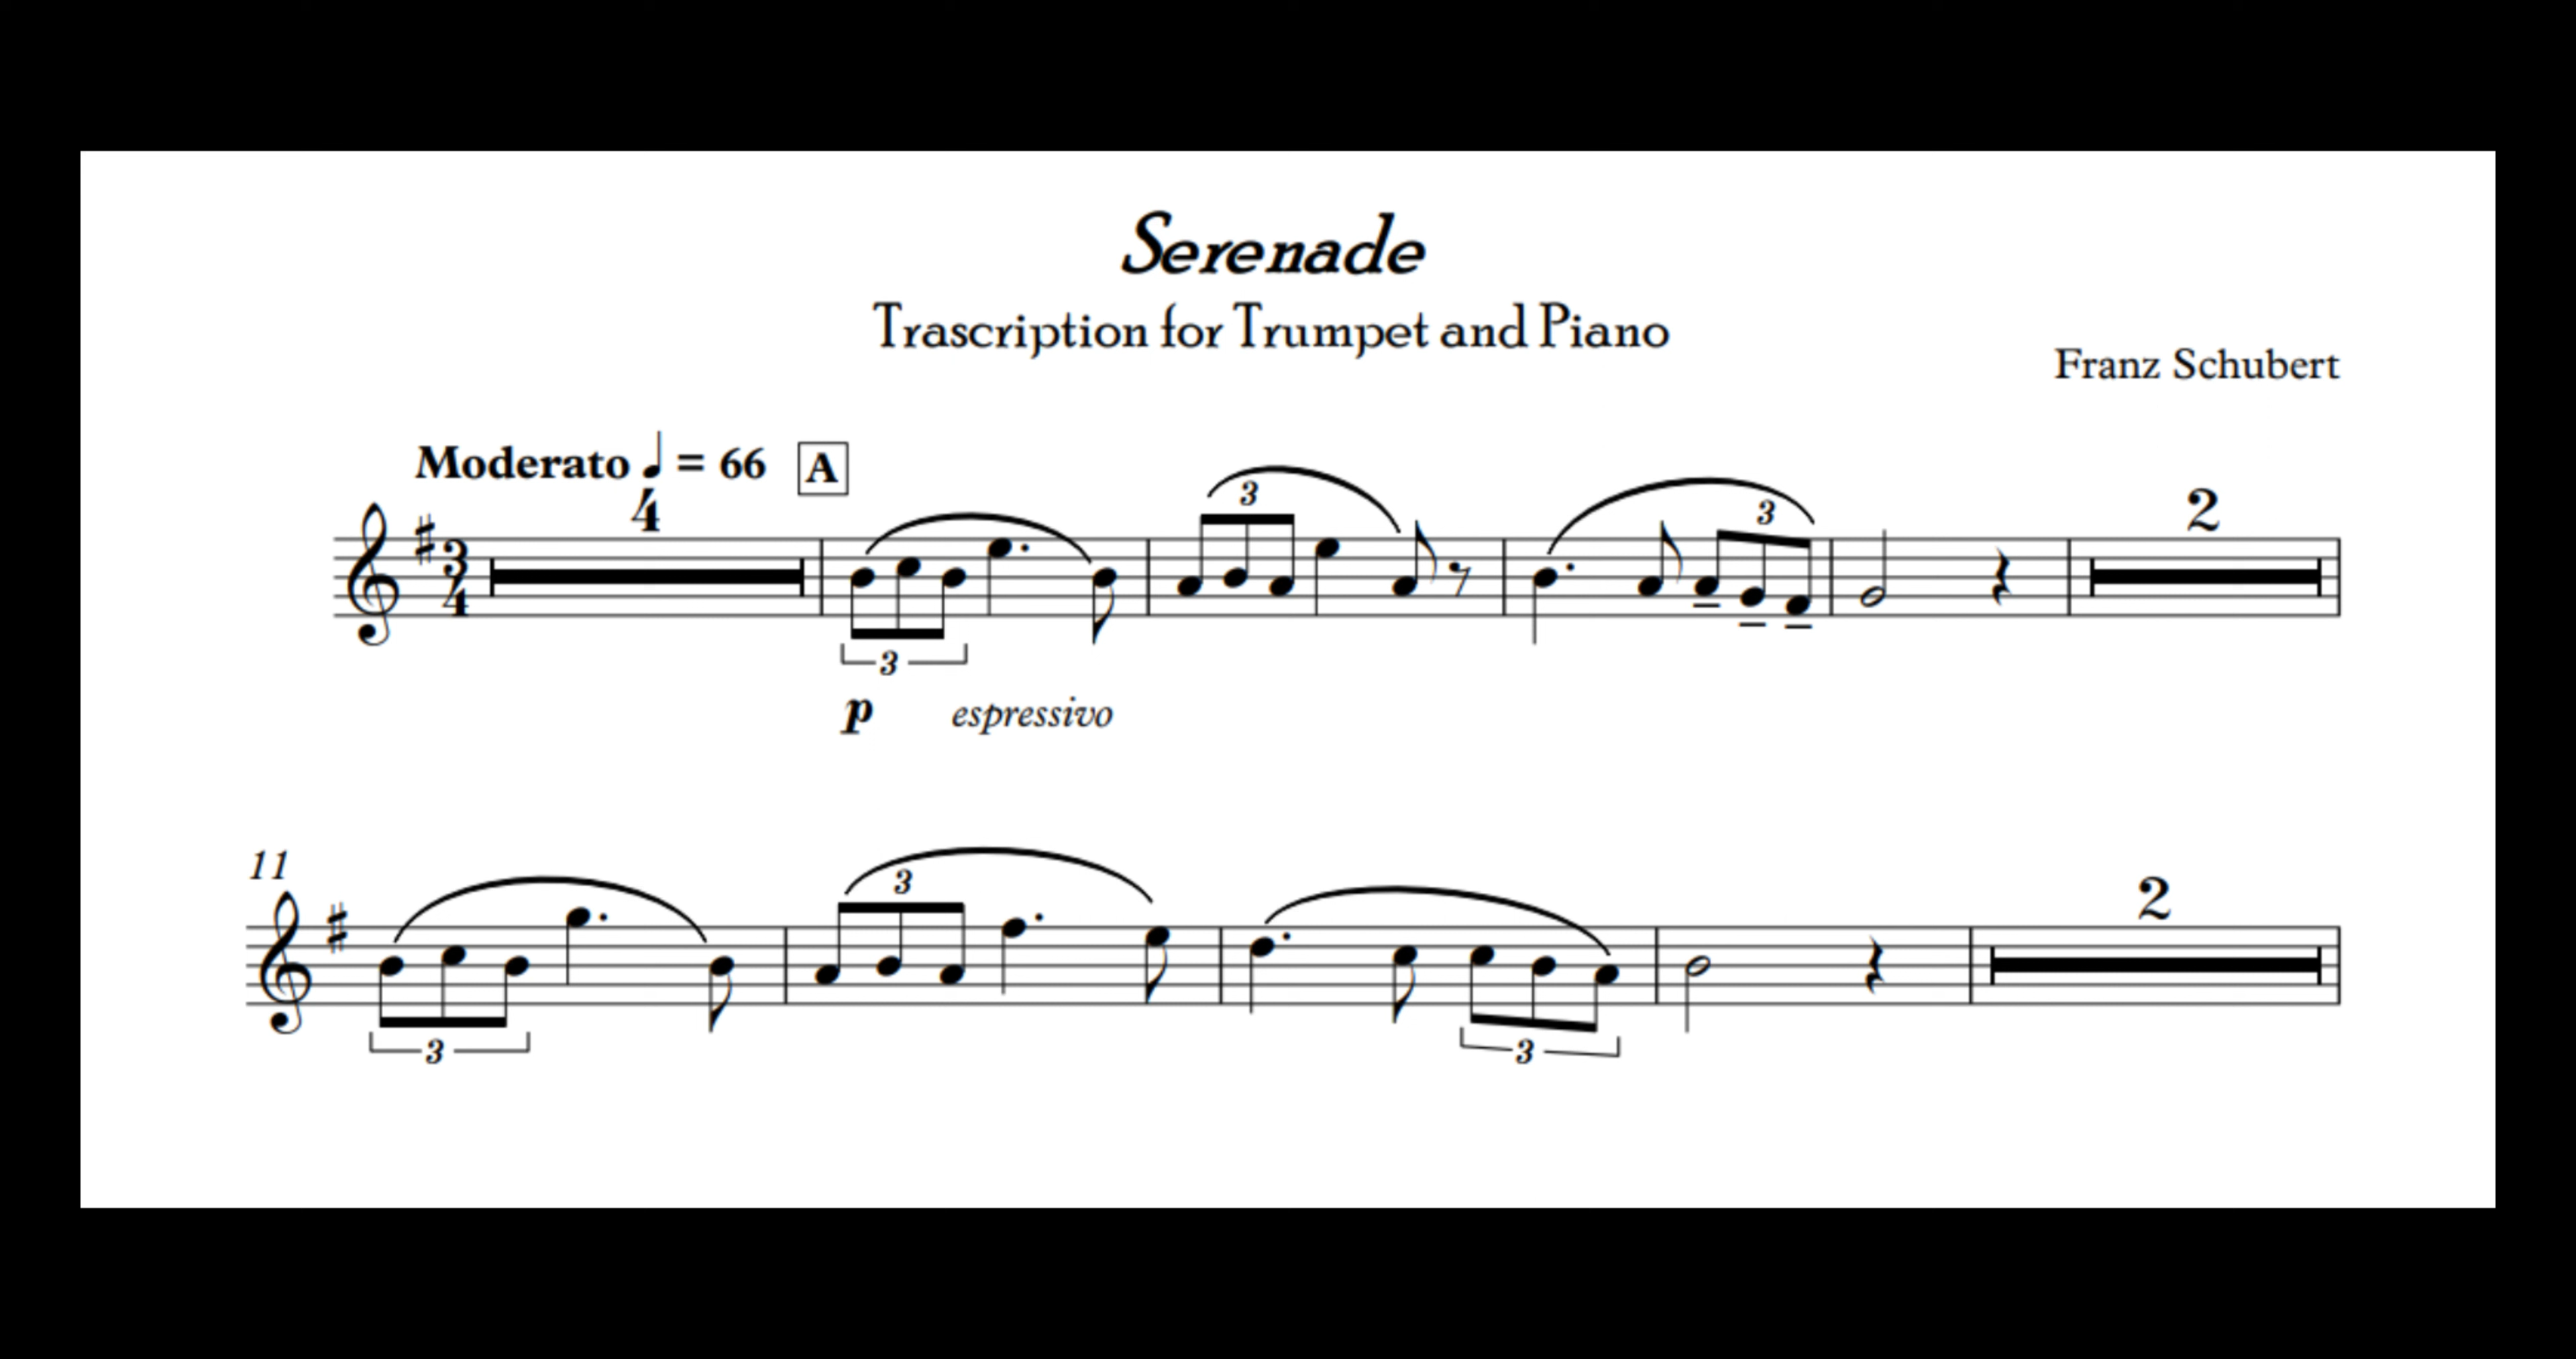 Serenade
Trascription for Trumpet and Piano
Franz Schubert
Moderato ♩ = 66 A
4 3 3 2
3 4
3
p espressivo
11
3 2
3 3